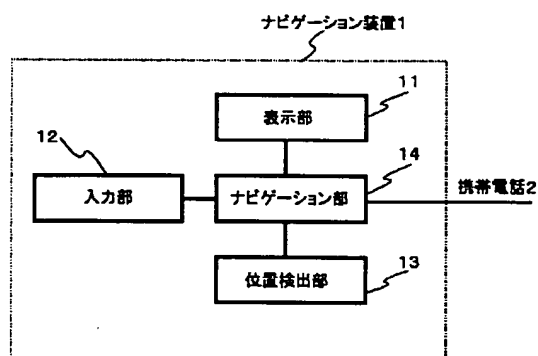 ナビゲーション装置1
11
表示部
12
14
入力部
ナビゲーション部
携帯電話2
位置検出部
13